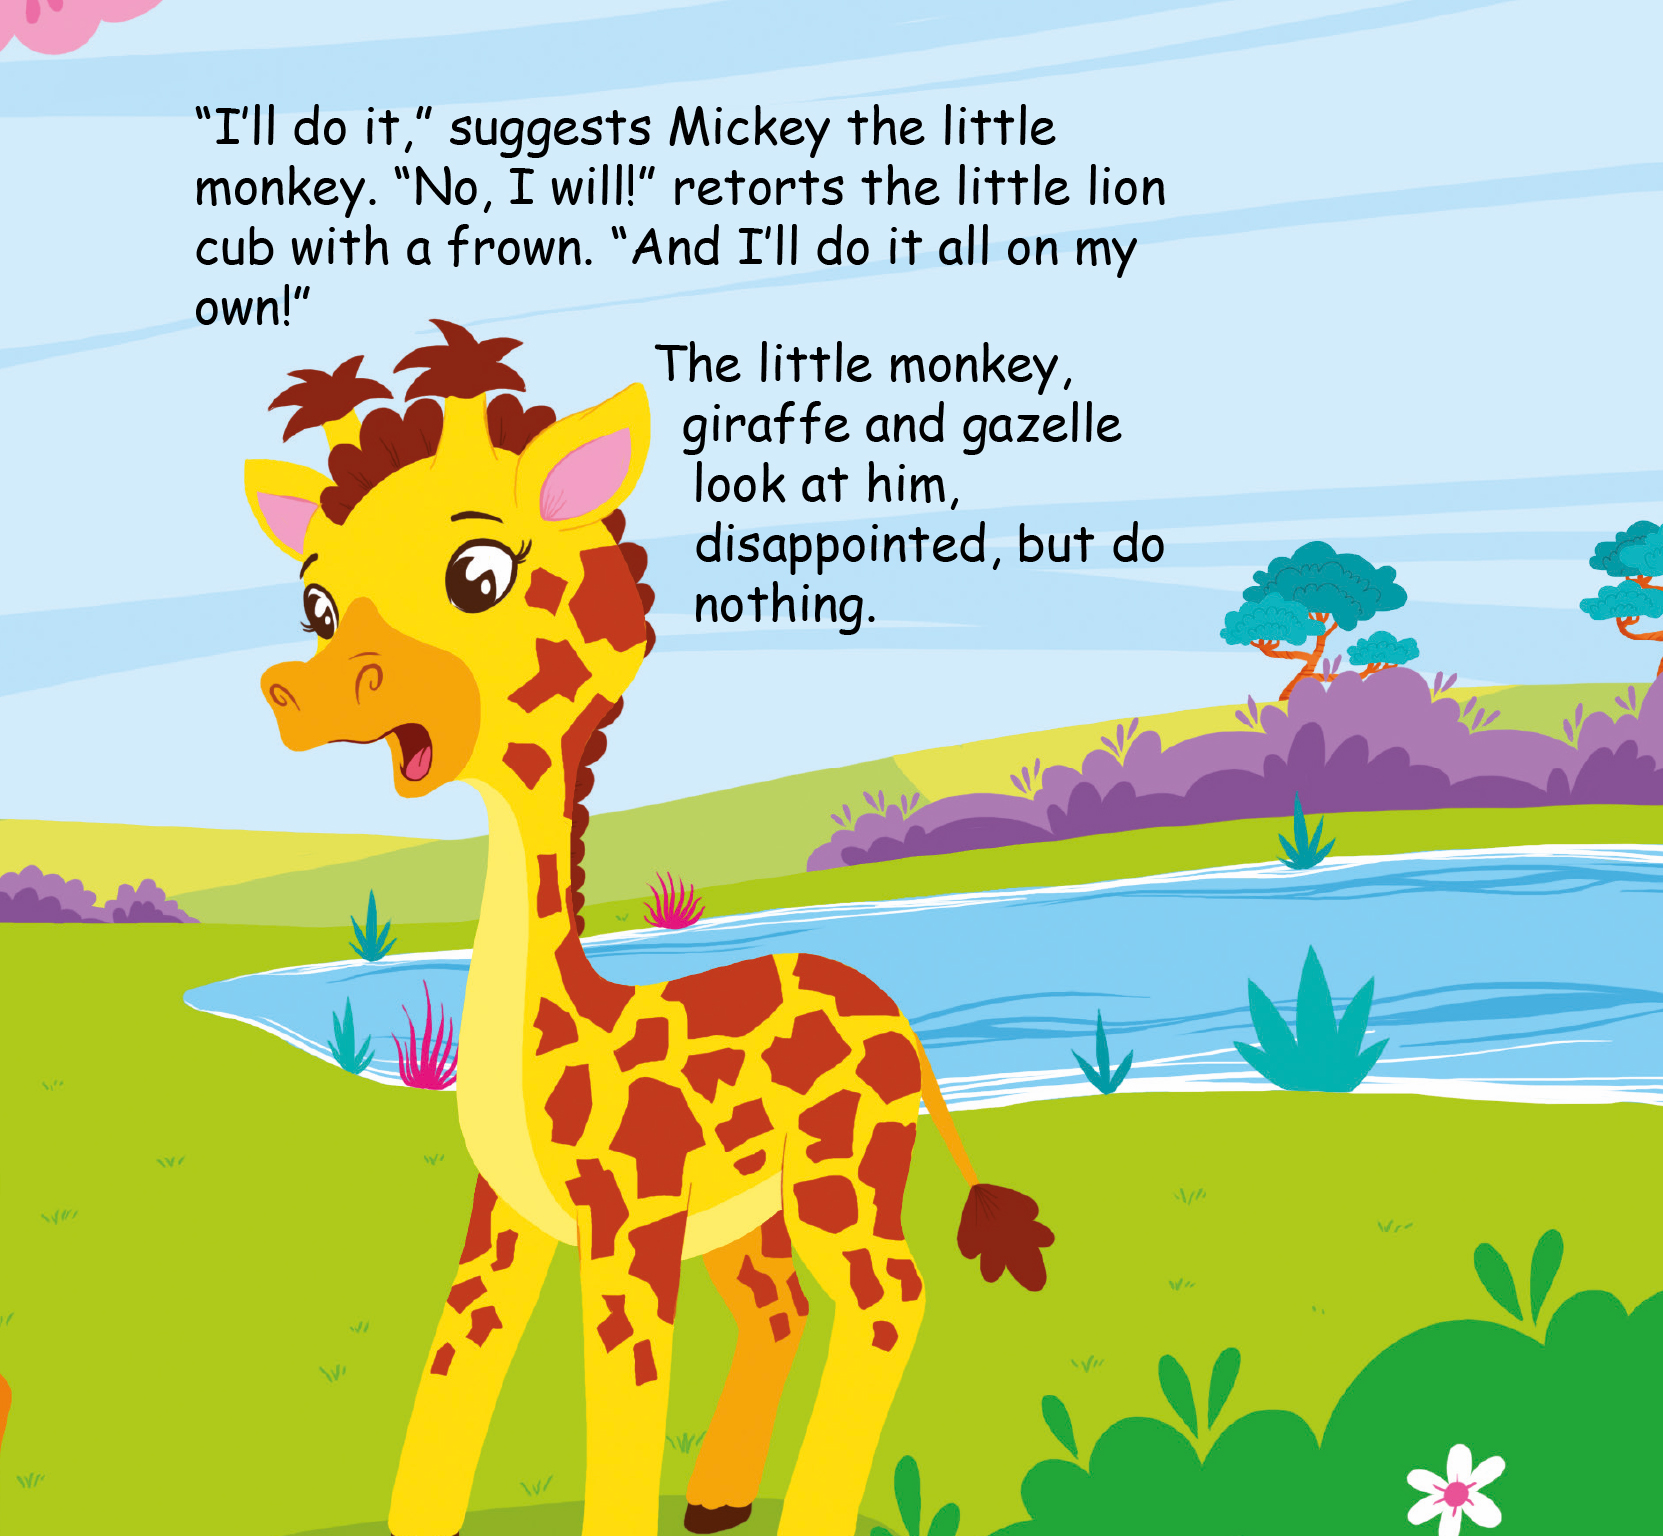 “I’ll do it,” suggests Mickey the little
monkey. “No, I will!” retorts the little lion
cub with a frown. “And I’ll do it all on my
own!”
The little monkey,
giraffe and gazelle
look at him,
disappointed, but do
nothing.